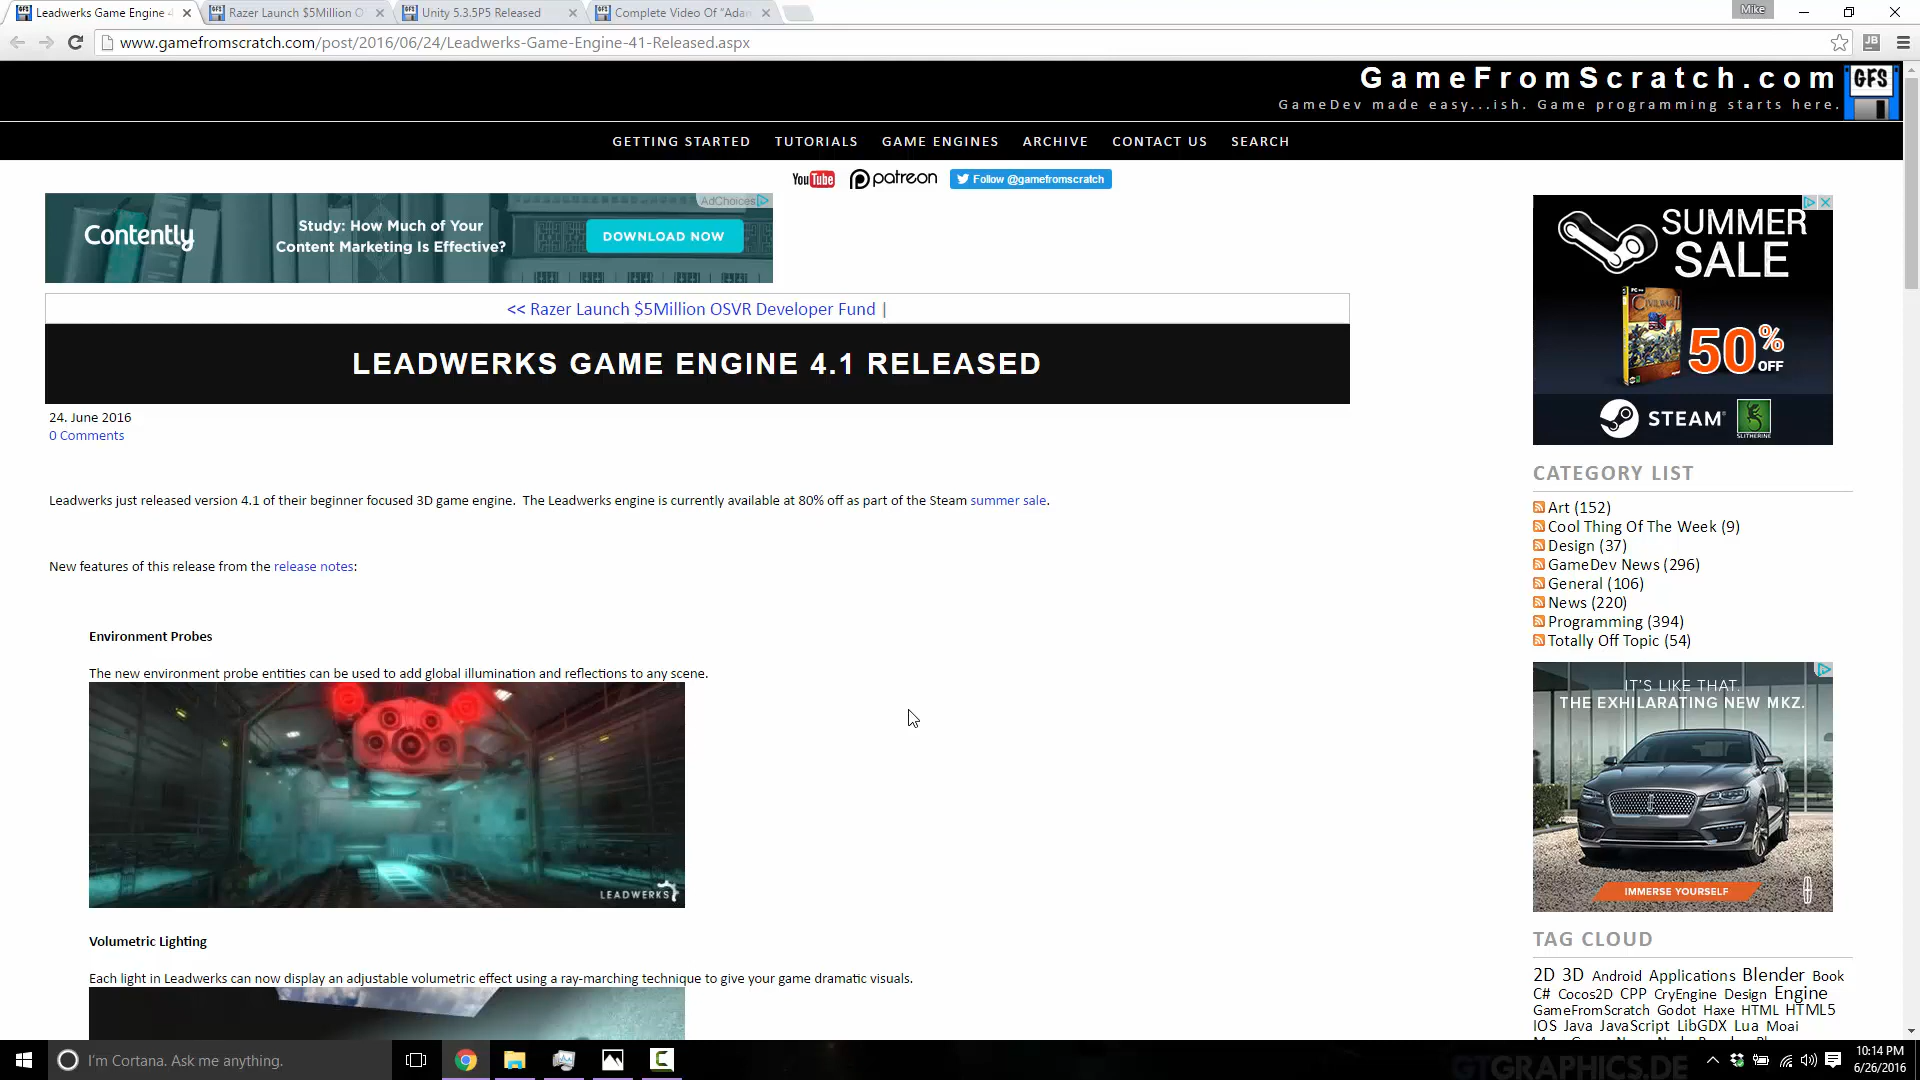 Leadwerks Game Engine 4
Razer Launch $5Million O
Unity 5.3.5P5 Released
Complete Video Of "Adam
Mike
www.gamefromscratch.com/post/2016/06/24/Leadwerks-Game-Engine-41-Released.aspx
JB
GameFromScratch.com
GameDev made easy...ish. Game programming starts here.
GFS
GETTING STARTED TUTORIALS GAME ENGINES ARCHIVE CONTACT US SEARCH
YouTube patreon Follow @gamefromscratch
AdChoices
Contently
Study: How Much of Your
Content Marketing Is Effective?
DOWNLOAD NOW
<< Razer Launch $5Million OSVR Developer Fund |
LEADWERKS GAME ENGINE 4.1 RELEASED
24. June 2016
0 Comments
Leadwerks just released version 4.1 of their beginner focused 3D game engine.  The Leadwerks engine is currently available at 80% off as part of the Steam summer sale.
New features of this release from the release notes:
Environment Probes
The new environment probe entities can be used to add global illumination and reflections to any scene.
LEADWERKS
Volumetric Lighting
Each light in Leadwerks can now display an adjustable volumetric effect using a ray-marching technique to give your game dramatic visuals.
SUMMER
SALE
CIVIL WAR II
50% OFF
STEAM
SLITHERINE
CATEGORY LIST
Art (152)
Cool Thing Of The Week (9)
Design (37)
GameDev News (296)
General (106)
News (220)
Programming (394)
Totally Off Topic (54)
IT'S LIKE THAT.
THE EXHILARATING NEW MKZ.
IMMERSE YOURSELF
TAG CLOUD
2D 3D Android Applications Blender Book
C# Cocos2D CPP CryEngine Design Engine
GameFromScratch Godot Haxe HTML HTML5
IOS Java JavaScript LibGDX Lua Moai
I'm Cortana. Ask me anything.
GTGRAPHICS.DE
10:14 PM
6/26/2016